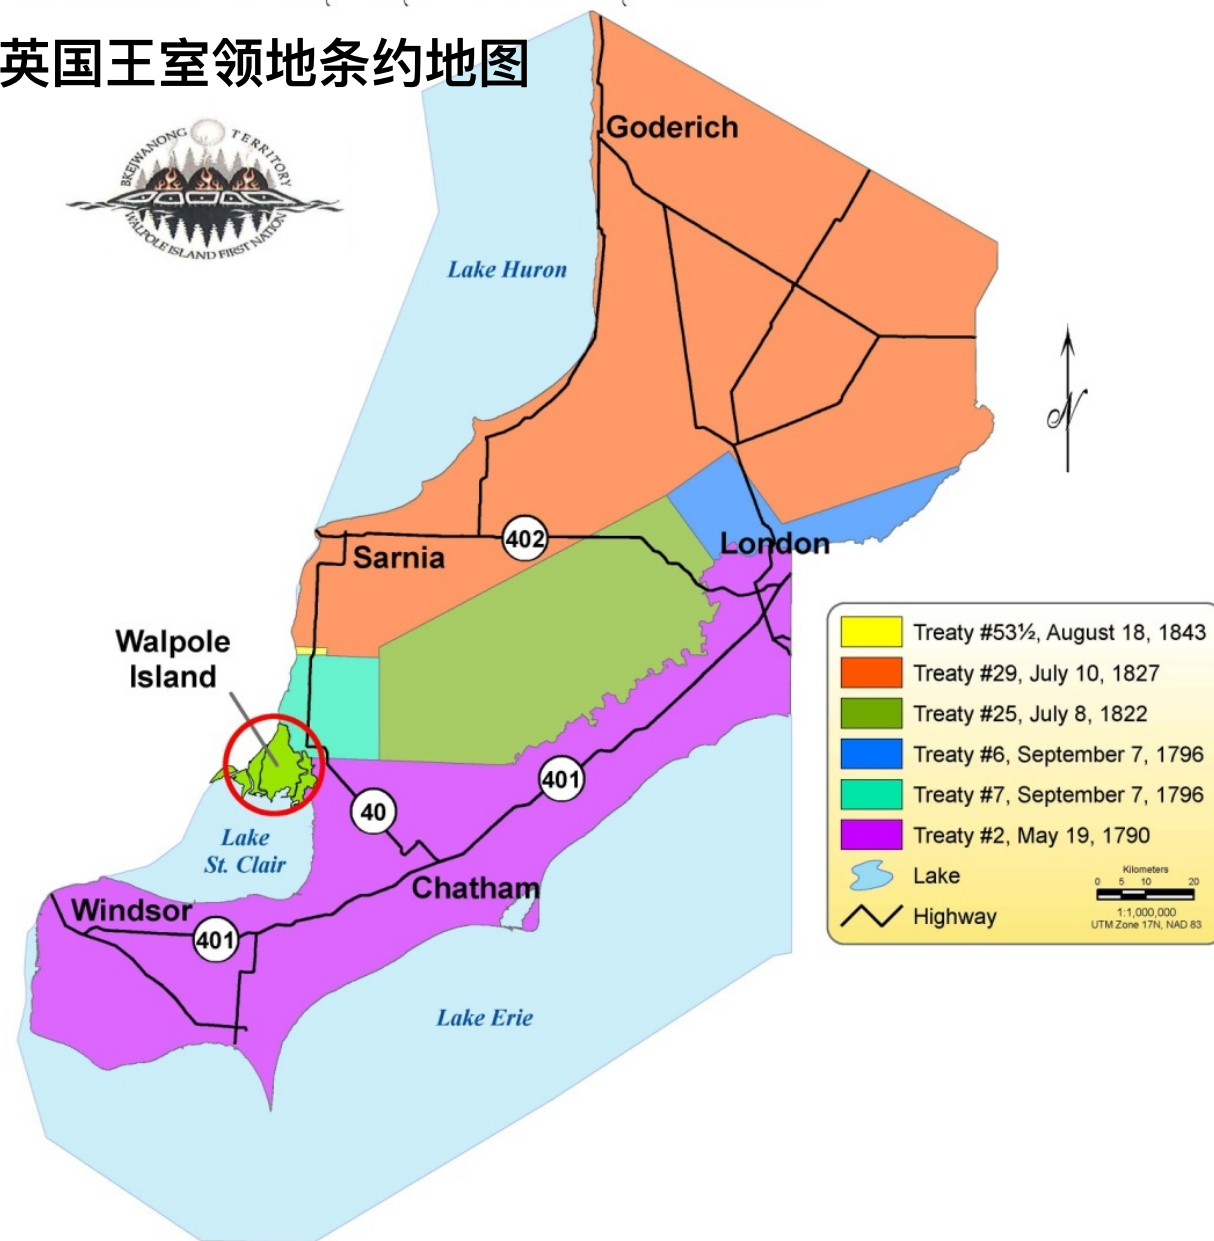 英国王室领地条约地图
BKEJWANONG TERRITORY
WALPOLE ISLAND FIRST NATION
Goderich
Lake Huron
N
402
Sarnia
London
Walpole
Island
Treaty #53½, August 18, 1843
Treaty #29, July 10, 1827
Treaty #25, July 8, 1822
Treaty #6, September 7, 1796
Treaty #7, September 7, 1796
Treaty #2, May 19, 1790
Lake
Highway
Kilometers
0 5 10 20
1:1,000,000
UTM Zone 17N, NAD 83
401
40
Lake
St. Clair
Chatham
Windsor
401
Lake Erie